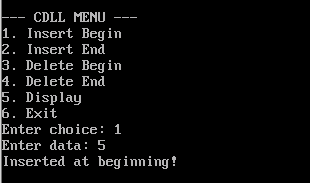 --- CDLL MENU ---
1. Insert Begin
2. Insert End
3. Delete Begin
4. Delete End
5. Display
6. Exit
Enter choice: 1
Enter data: 5
Inserted at beginning!